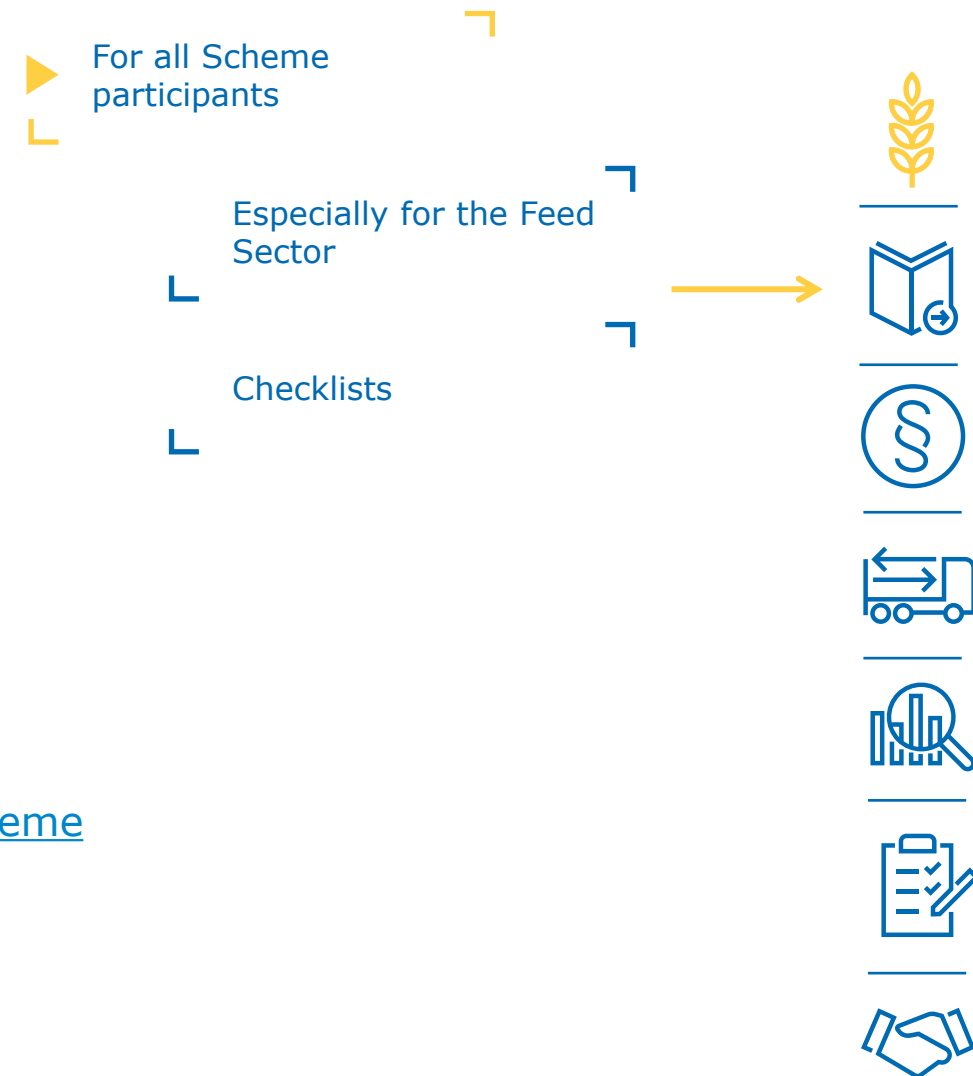 For all Scheme
participants
Especially for the Feed
Sector
Checklists
eme